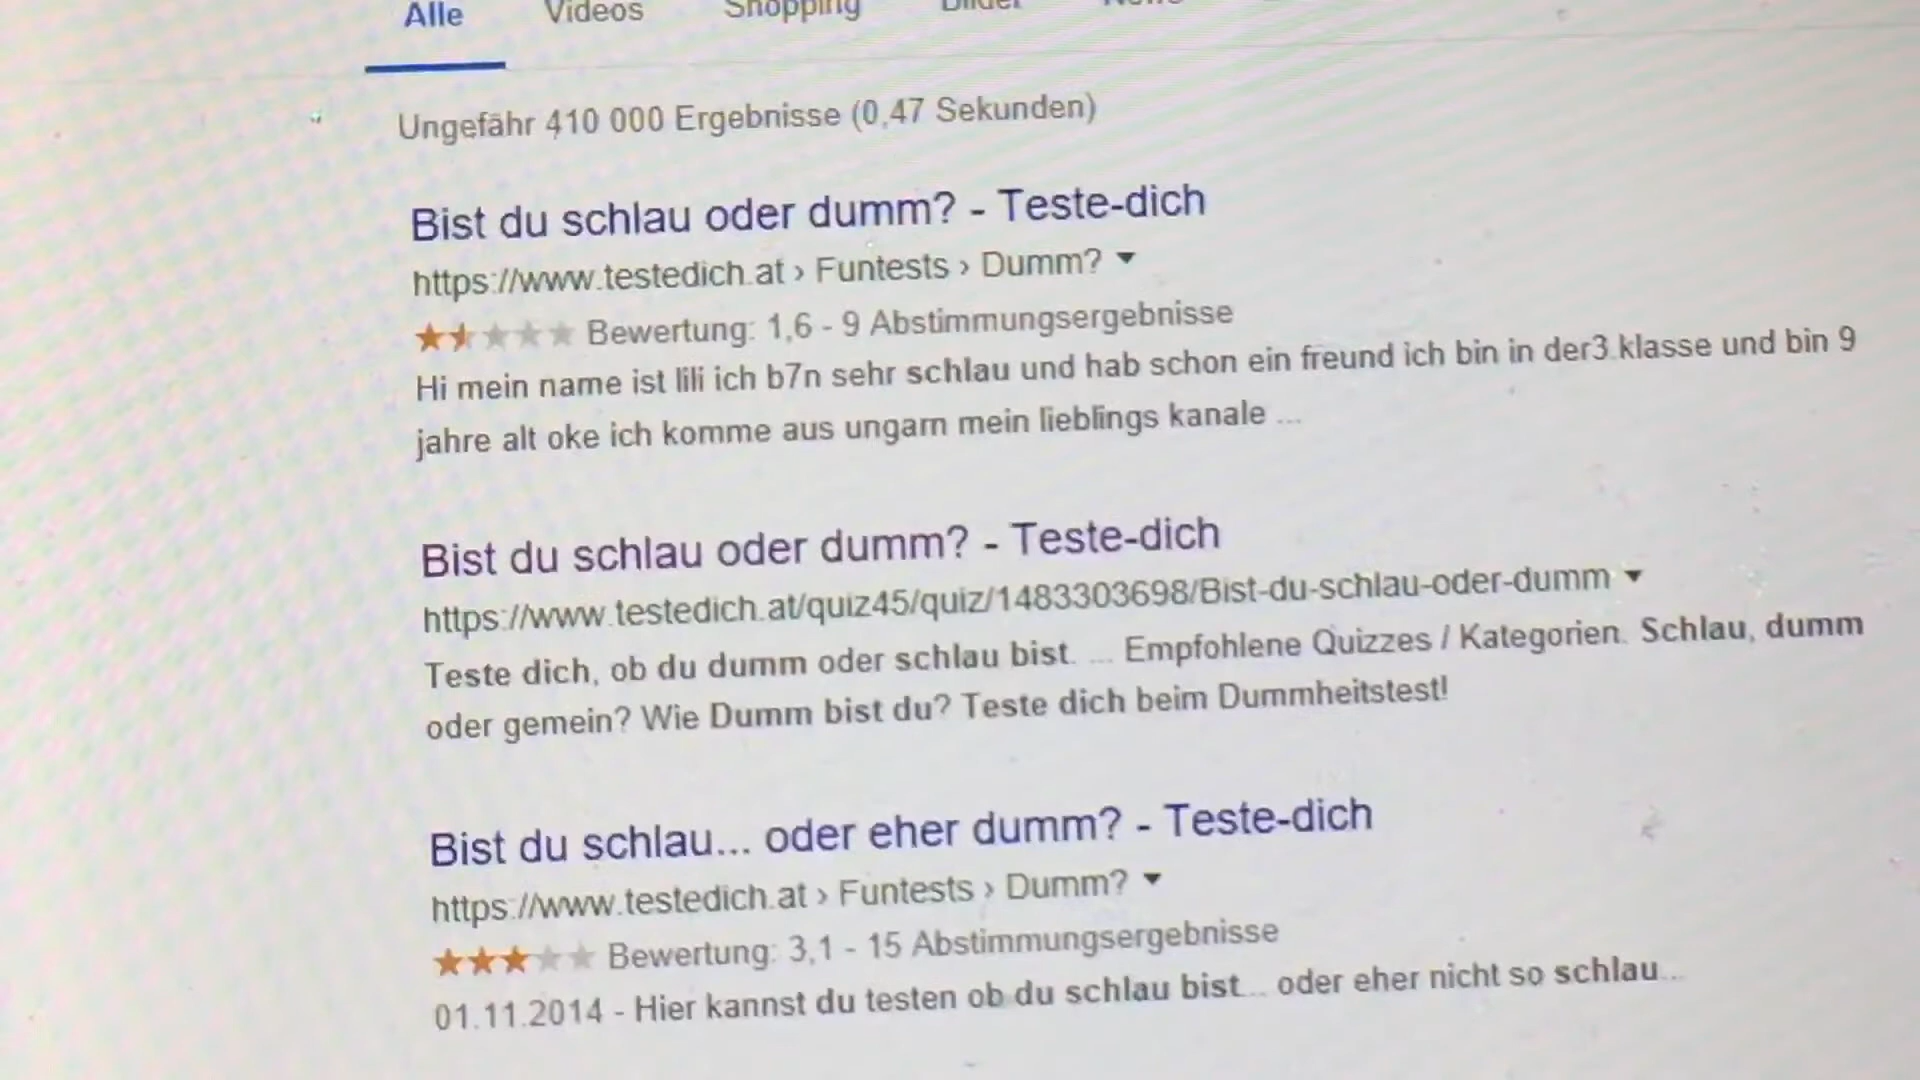 Alle Videos Shopping Bilder News
Ungefähr 410 000 Ergebnisse (0,47 Sekunden)
Bist du schlau oder dumm? - Teste-dich
https://www.testedich.at › Funtests › Dumm?
Bewertung: 1,6 - 9 Abstimmungsergebnisse
Hi mein name ist lili ich b7n sehr schlau und hab schon ein freund ich bin in der3.klasse und bin 9
jahre alt oke ich komme aus ungarn mein lieblings kanale ...
Bist du schlau oder dumm? - Teste-dich
https://www.testedich.at/quiz45/quiz/1483303698/Bist-du-schlau-oder-dumm
Teste dich, ob du dumm oder schlau bist. ... Empfohlene Quizzes / Kategorien. Schlau, dumm
oder gemein? Wie Dumm bist du? Teste dich beim Dummheitstest!
Bist du schlau... oder eher dumm? - Teste-dich
https://www.testedich.at › Funtests › Dumm?
Bewertung: 3,1 - 15 Abstimmungsergebnisse
01.11.2014 - Hier kannst du testen ob du schlau bist... oder eher nicht so schlau...